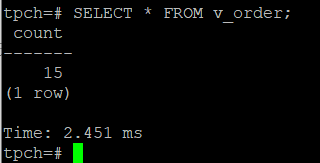 tpch=# SELECT * FROM v_order;
 count
-------
    15
(1 row)

Time: 2.451 ms
tpch=#